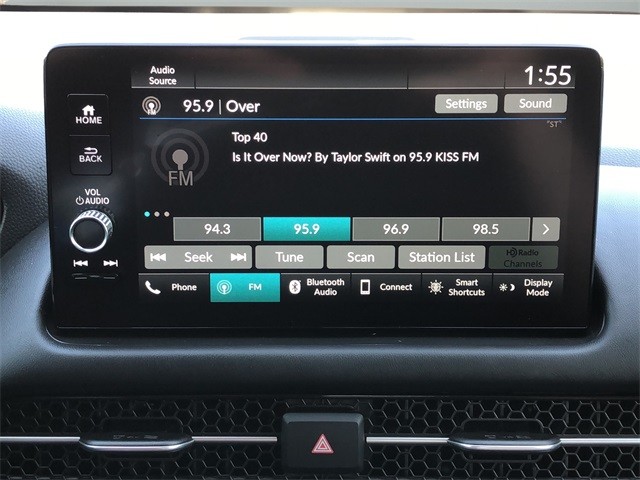 Audio
Source
1:55
HOME
BACK
VOL
AUDIO
FM
95.9 | Over
Settings
Sound
"ST"
Top 40
Is It Over Now? By Taylor Swift on 95.9 KISS FM
FM
94.3
95.9
96.9
98.5
Seek
Tune
Scan
Station List
HD Radio
Channels
Phone
FM
Bluetooth
Audio
Connect
Smart
Shortcuts
Display
Mode